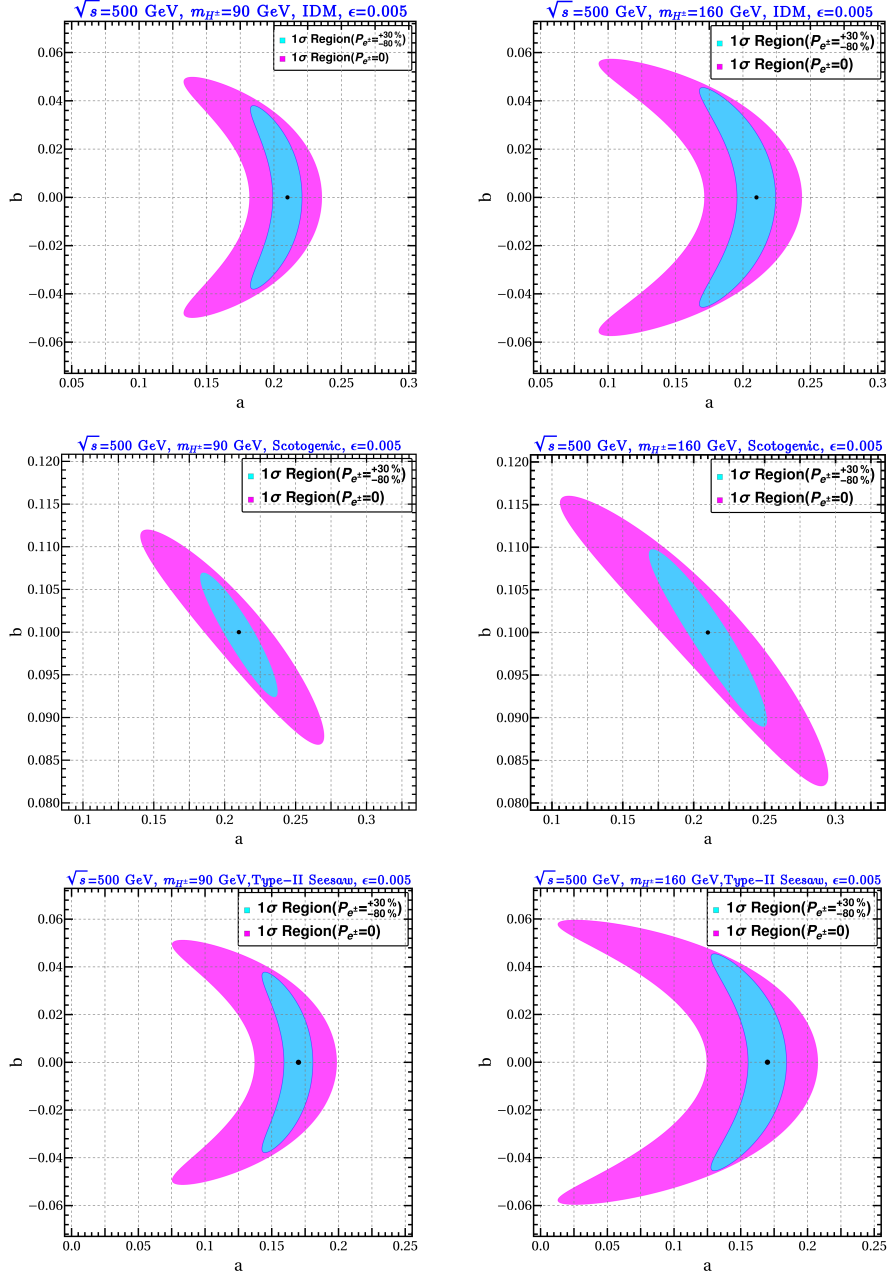 √s=500 GeV, m_{H±}=90 GeV, IDM, ϵ=0.005
1σ Region(P_{e±}=^{+30%}_{−80%})
1σ Region(P_{e±}=0)
0.06
0.04
0.02
0.00
−0.02
−0.04
−0.06
b
0.05 0.1 0.15 0.2 0.25 0.3
a
√s=500 GeV, m_{H±}=160 GeV, IDM, ϵ=0.005
1σ Region(P_{e±}=^{+30%}_{−80%})
1σ Region(P_{e±}=0)
0.06
0.04
0.02
0.00
−0.02
−0.04
−0.06
b
0.05 0.1 0.15 0.2 0.25 0.3
a
√s=500 GeV, m_{H±}=90 GeV, Scotogenic, ϵ=0.005
1σ Region(P_{e±}=^{+30%}_{−80%})
1σ Region(P_{e±}=0)
0.120
0.115
0.110
0.105
0.100
0.095
0.090
0.085
0.080
b
0.1 0.15 0.2 0.25 0.3
a
√s=500 GeV, m_{H±}=160 GeV, Scotogenic, ϵ=0.005
1σ Region(P_{e±}=^{+30%}_{−80%})
1σ Region(P_{e±}=0)
0.120
0.115
0.110
0.105
0.100
0.095
0.090
0.085
0.080
b
0.1 0.15 0.2 0.25 0.3
a
√s=500 GeV, m_{H±}=90 GeV,Type−II Seesaw, ϵ=0.005
1σ Region(P_{e±}=^{+30%}_{−80%})
1σ Region(P_{e±}=0)
0.06
0.04
0.02
0.00
−0.02
−0.04
−0.06
b
0.0 0.05 0.10 0.15 0.2 0.25
a
√s=500 GeV, m_{H±}=160 GeV,Type−II Seesaw, ϵ=0.005
1σ Region(P_{e±}=^{+30%}_{−80%})
1σ Region(P_{e±}=0)
0.06
0.04
0.02
0.00
−0.02
−0.04
−0.06
b
0.0 0.05 0.10 0.15 0.2 0.25
a